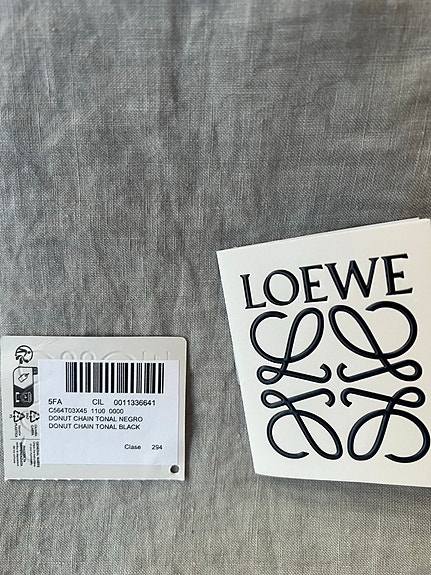 LOEWE
5FA CIL 0011336641
C564T03X45 1100 0000
DONUT CHAIN TONAL NEGRO
DONUT CHAIN TONAL BLACK
Clase 294